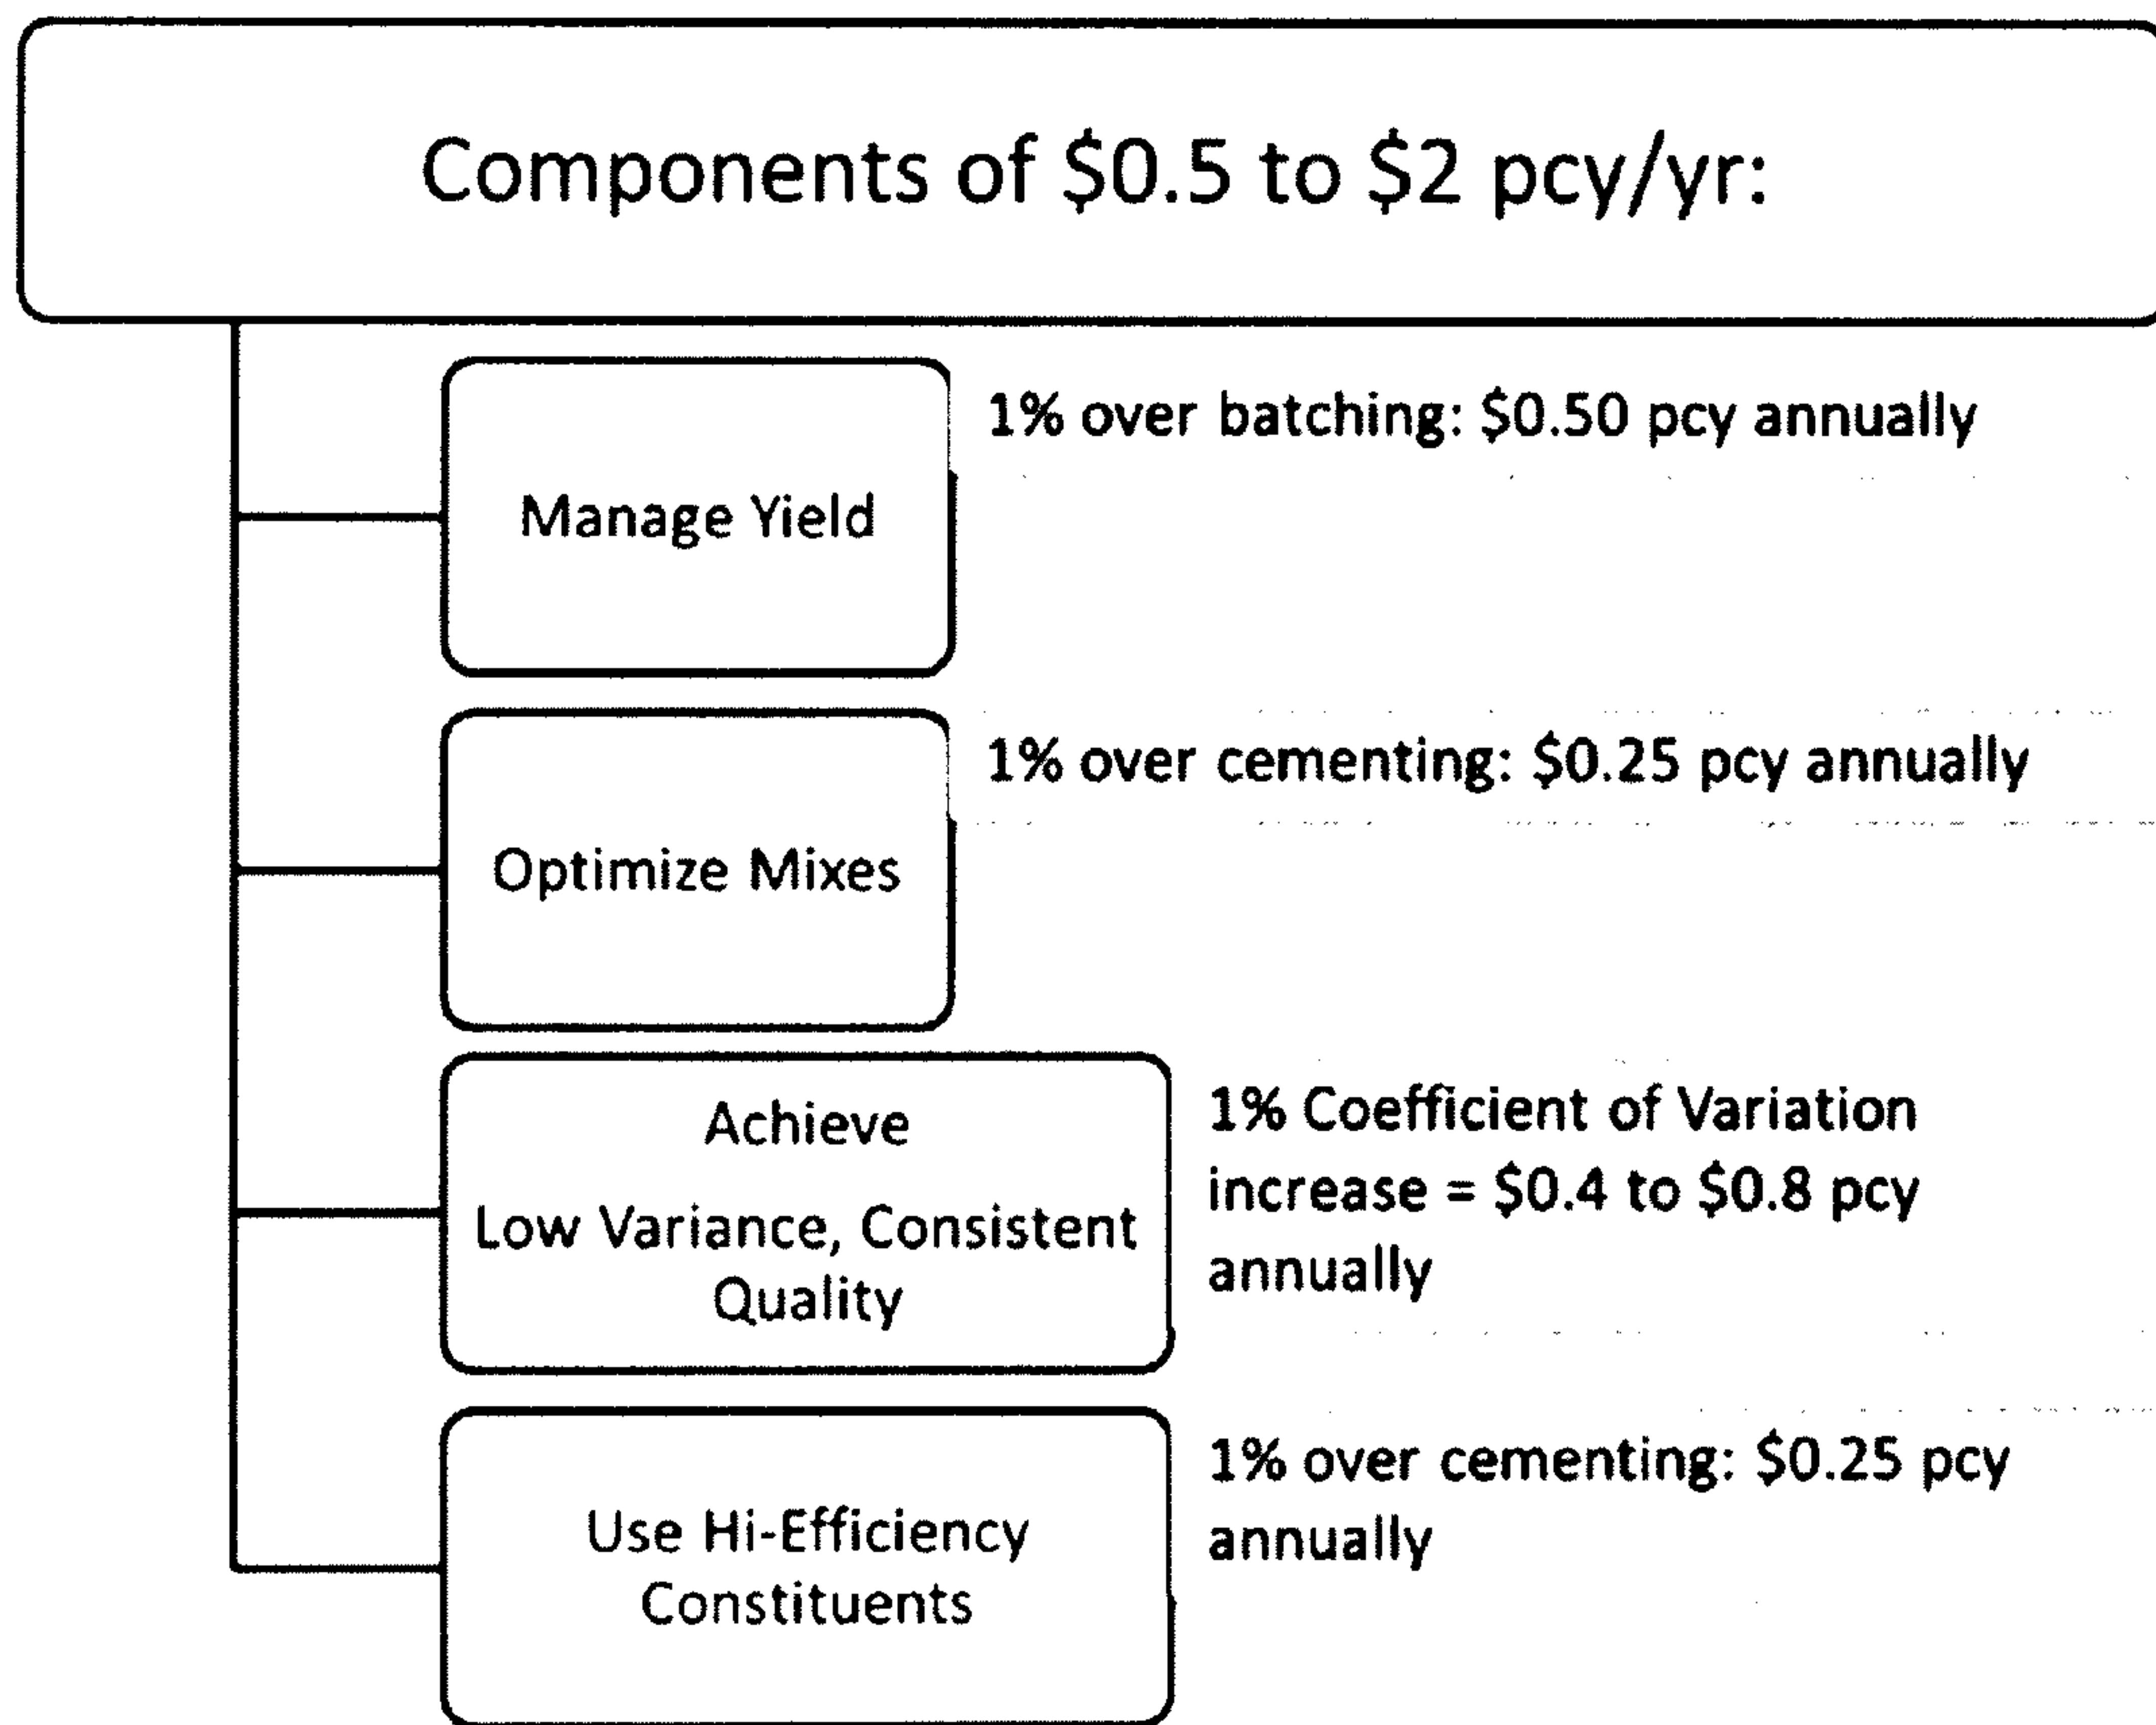 Components of $0.5 to $2 pcy/yr:
Manage Yield
1% over batching: $0.50 pcy annually
Optimize Mixes
1% over cementing: $0.25 pcy annually
Achieve
Low Variance, Consistent
Quality
1% Coefficient of Variation
increase = $0.4 to $0.8 pcy
annually
Use Hi-Efficiency
Constituents
1% over cementing: $0.25 pcy
annually